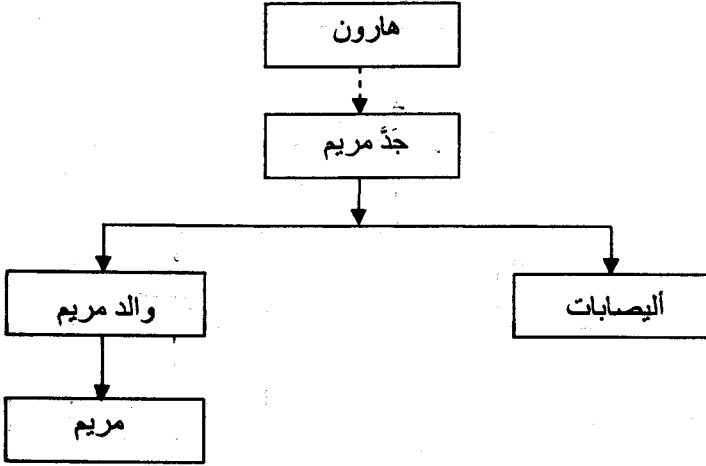 هارون
جَدَّ مريم
والد مريم
أليصابات
مريم